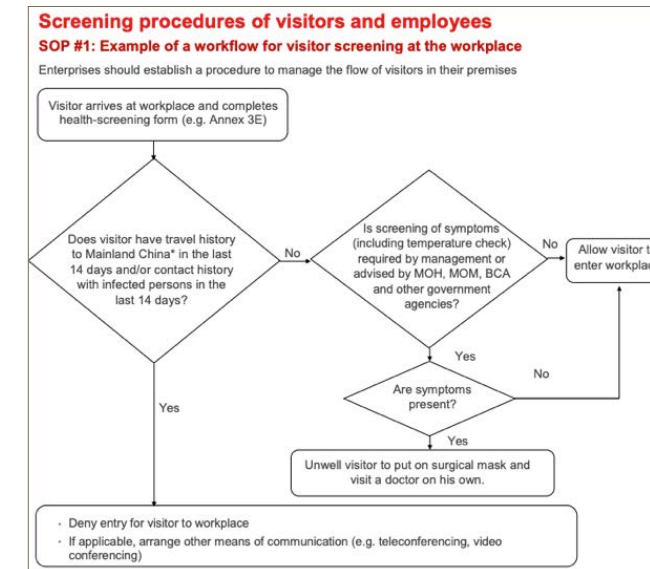 Screening procedures of visitors and employees
SOP #1: Example of a workflow for visitor screening at the workplace
Enterprises should establish a procedure to manage the flow of visitors in their premises
Visitor arrives at workplace and completes
health-screening form (e.g. Annex 3E)
Does visitor have travel history
to Mainland China* in the last
14 days and/or contact history
with infected persons in the
last 14 days?
No
Is screening of symptoms
(including temperature check)
required by management or
advised by MOH, MOM, BCA
and other government
agencies?
No
Allow visitor t
enter workplac
Yes
Are symptoms
present?
No
Yes
Yes
Unwell visitor to put on surgical mask and
visit a doctor on his own.
· Deny entry for visitor to workplace
· If applicable, arrange other means of communication (e.g. teleconferencing, video
conferencing)